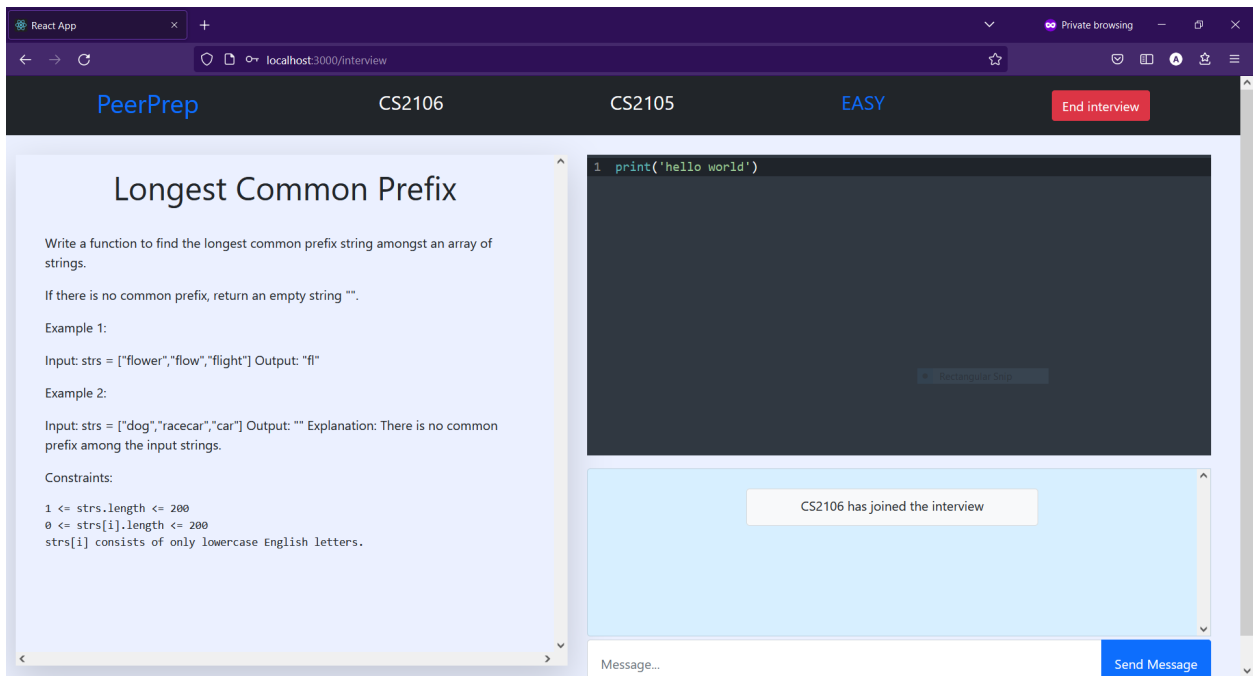 React App
Private browsing
localhost:3000/interview
PeerPrep
CS2106
CS2105
EASY
End interview
Longest Common Prefix
Write a function to find the longest common prefix string amongst an array of
strings.
If there is no common prefix, return an empty string "".
Example 1:
Input: strs = ["flower","flow","flight"] Output: "fl"
Example 2:
Input: strs = ["dog","racecar","car"] Output: "" Explanation: There is no common
prefix among the input strings.
Constraints:
1 <= strs.length <= 200
0 <= strs[i].length <= 200
strs[i] consists of only lowercase English letters.
1 print('hello world')
Rectangular Snip
CS2106 has joined the interview
Message...
Send Message